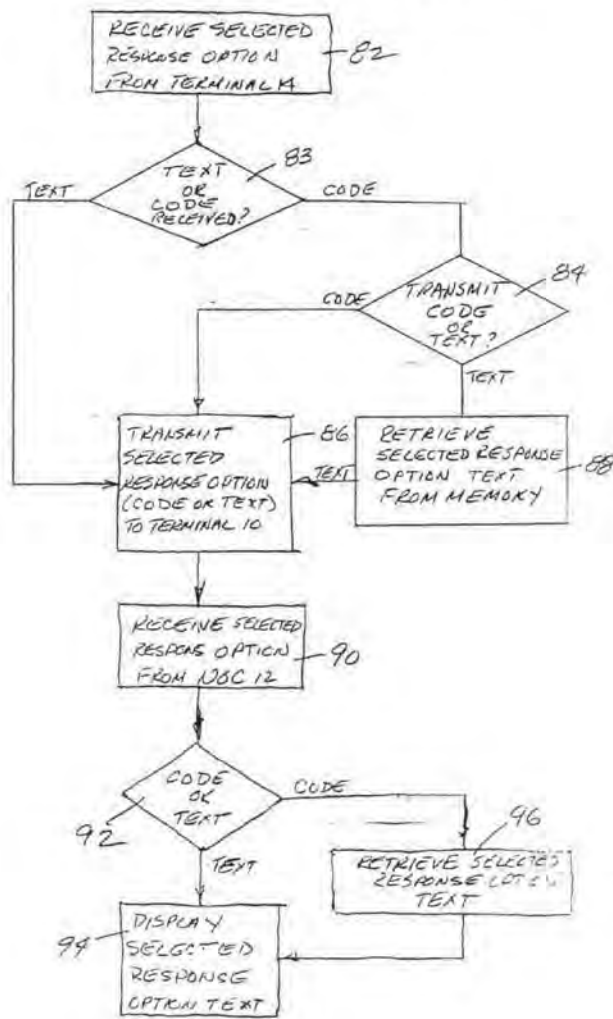 RECEIVE SELECTED
RESPONSE OPTION
FROM TERMINAL 14
82
TEXT
OR
CODE
RECEIVED?
83
TEXT
CODE
TRANSMIT
CODE
OR
TEXT?
84
CODE
TEXT
TRANSMIT
SELECTED
RESPONSE OPTION
(CODE OR TEXT)
TO TERMINAL 10
86
TEXT
RETRIEVE
SELECTED RESPONSE
OPTION TEXT
FROM MEMORY
88
RECEIVE SELECTED
RESPONS OPTION
FROM NOC 12
90
CODE
OR
TEXT
92
CODE
TEXT
96
RETRIEVE SELECTED
RESPONSE
TEXT
94
DISPLAY
SELECTED
RESPONSE
OPTION TEXT